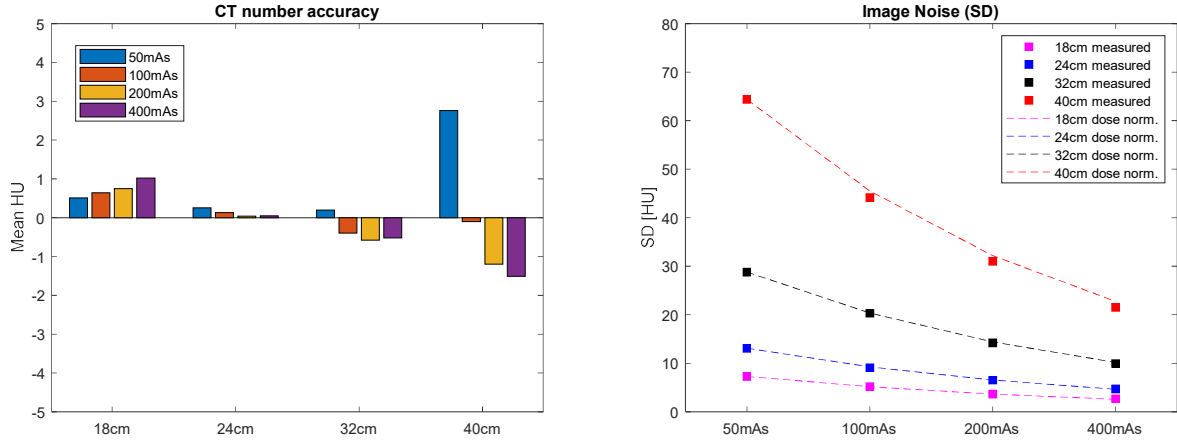 CT number accuracy
5
4
3
2
1
0
-1
-2
-3
-4
-5
Mean HU
50mAs
100mAs
200mAs
400mAs
18cm
24cm
32cm
40cm
Image Noise (SD)
80
70
60
50
40
30
20
10
0
SD [HU]
18cm measured
24cm measured
32cm measured
40cm measured
18cm dose norm.
24cm dose norm.
32cm dose norm.
40cm dose norm.
50mAs
100mAs
200mAs
400mAs